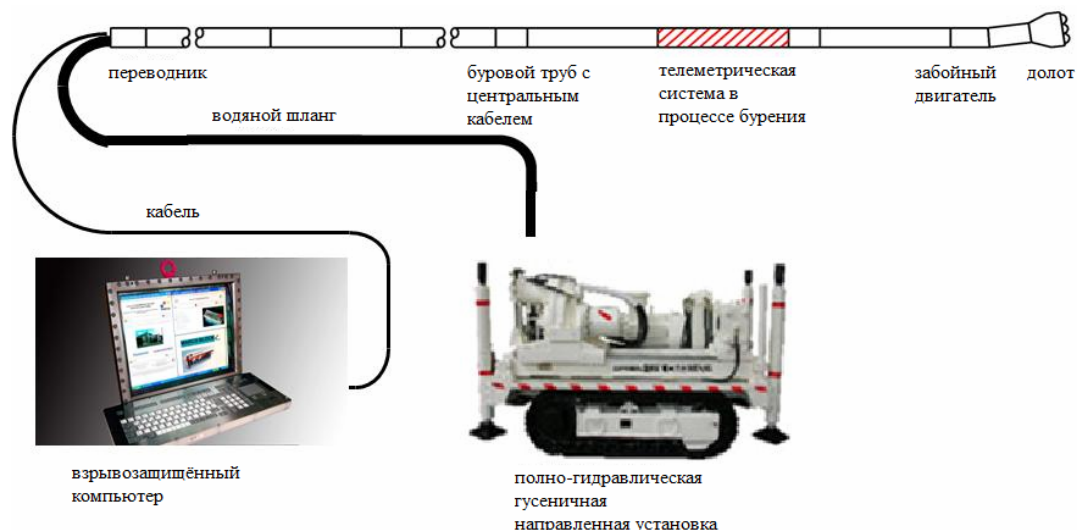 переводник
буровой труб с
центральным
кабелем
телеметрическая
система в
процессе бурения
забойный
двигатель
долот
водяной шланг
кабель
взрывозащищённый
компьютер
полно-гидравлическая
гусеничная
направленная установка